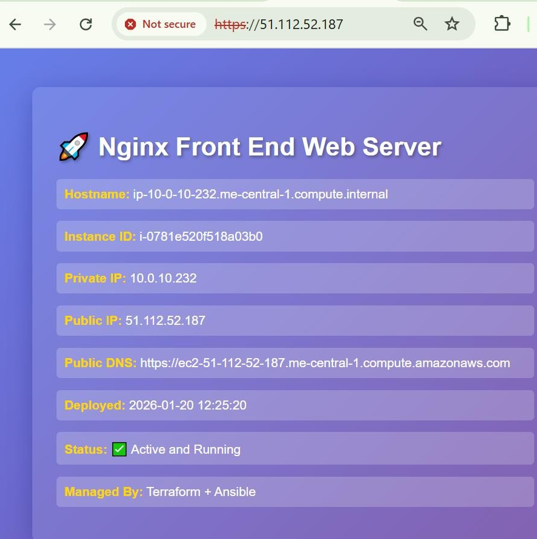 Not secure https://51.112.52.187
🚀 Nginx Front End Web Server
Hostname: ip-10-0-10-232.me-central-1.compute.internal
Instance ID: i-0781e520f518a03b0
Private IP: 10.0.10.232
Public IP: 51.112.52.187
Public DNS: https://ec2-51-112-52-187.me-central-1.compute.amazonaws.com
Deployed: 2026-01-20 12:25:20
Status: ✅ Active and Running
Managed By: Terraform + Ansible